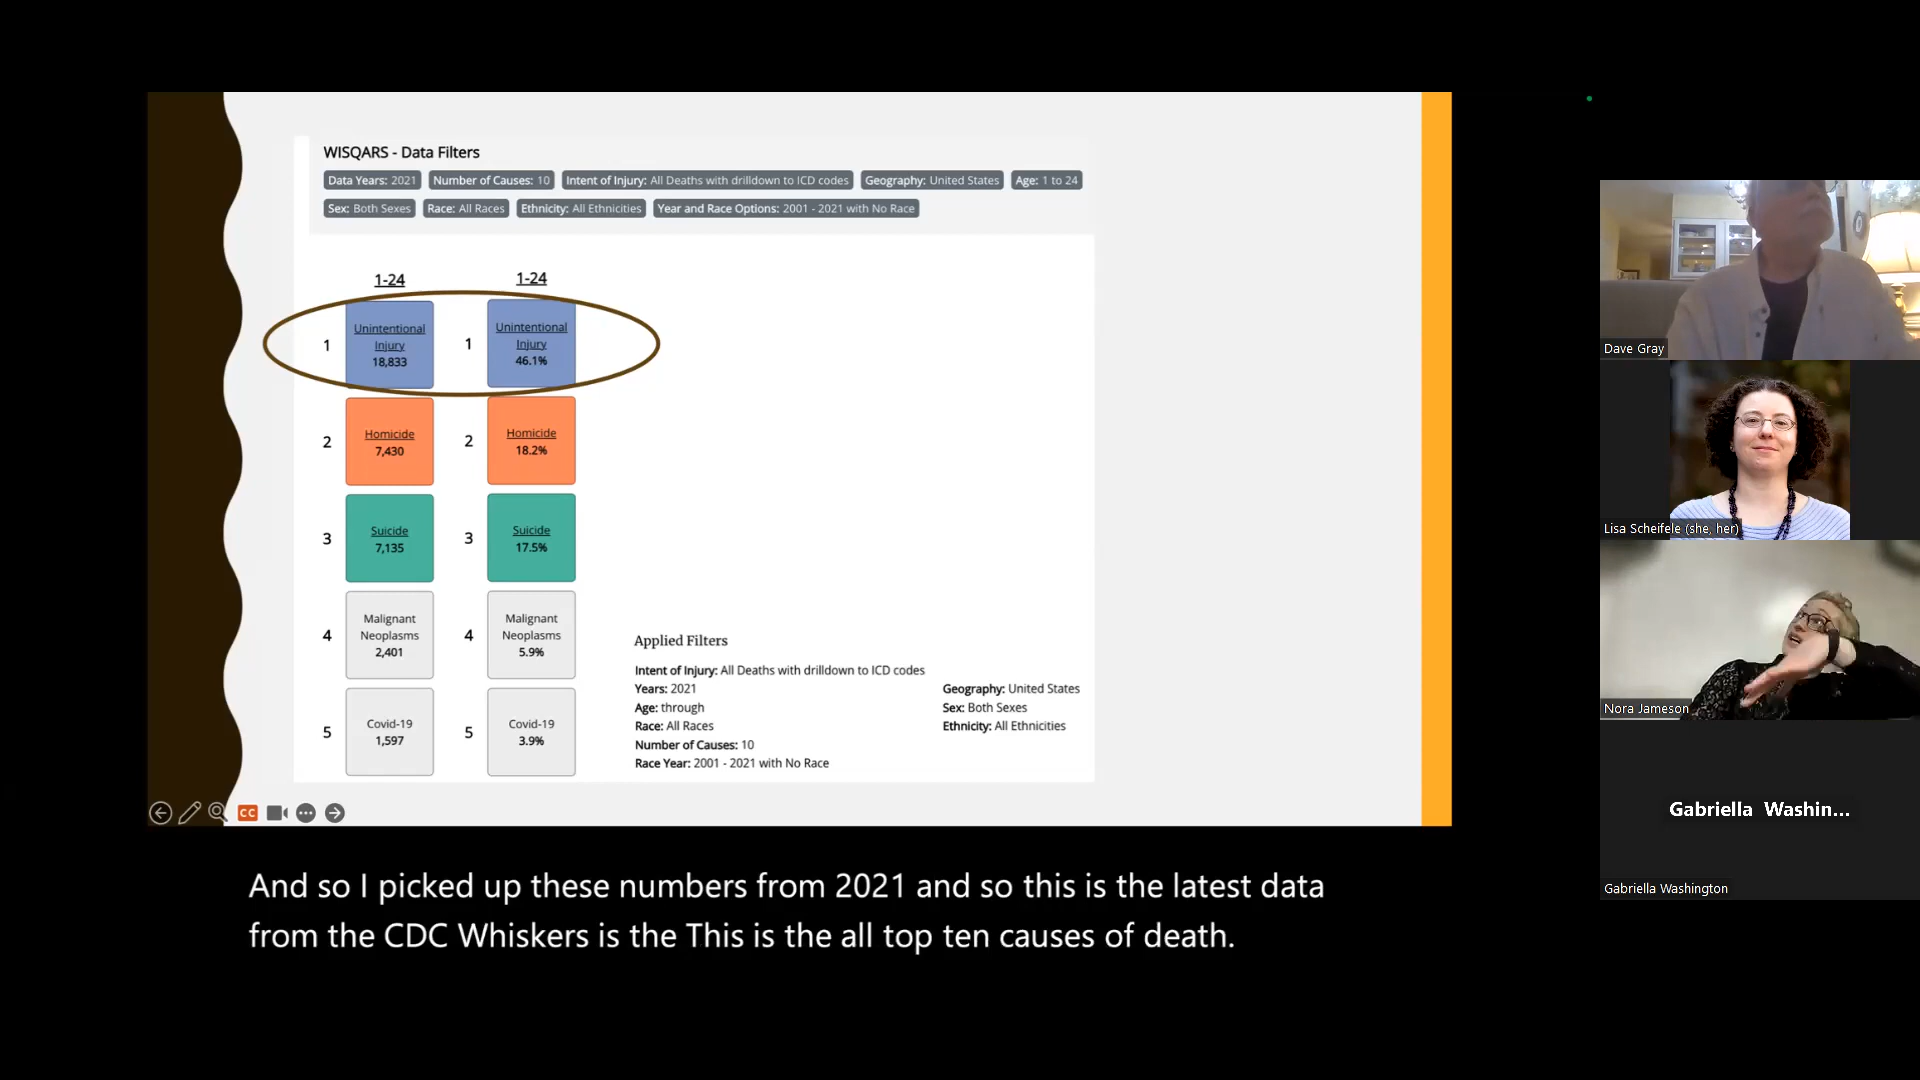 WISQARS - Data Filters
Data Years: 2021 Number of Causes: 10 Intent of Injury: All Deaths with drilldown to ICD codes Geography: United States Age: 1 to 24
Sex: Both Sexes Race: All Races Ethnicity: All Ethnicities Year and Race Options: 2001 - 2021 with No Race
1-24 1-24
1 Unintentional Injury 18,833 1 Unintentional Injury 46.1%
2 Homicide 7,430 2 Homicide 18.2%
3 Suicide 7,135 3 Suicide 17.5%
4 Malignant Neoplasms 2,401 4 Malignant Neoplasms 5.9%
5 Covid-19 1,597 5 Covid-19 3.9%
Applied Filters
Intent of Injury: All Deaths with drilldown to ICD codes
Years: 2021 Geography: United States
Age: through Sex: Both Sexes
Race: All Races Ethnicity: All Ethnicities
Number of Causes: 10
Race Year: 2001 - 2021 with No Race
CC
And so I picked up these numbers from 2021 and so this is the latest data
from the CDC Whiskers is the This is the all top ten causes of death.
Dave Gray
Lisa Scheifele (she, her)
Nora Jameson
Gabriella Washin...
Gabriella Washington